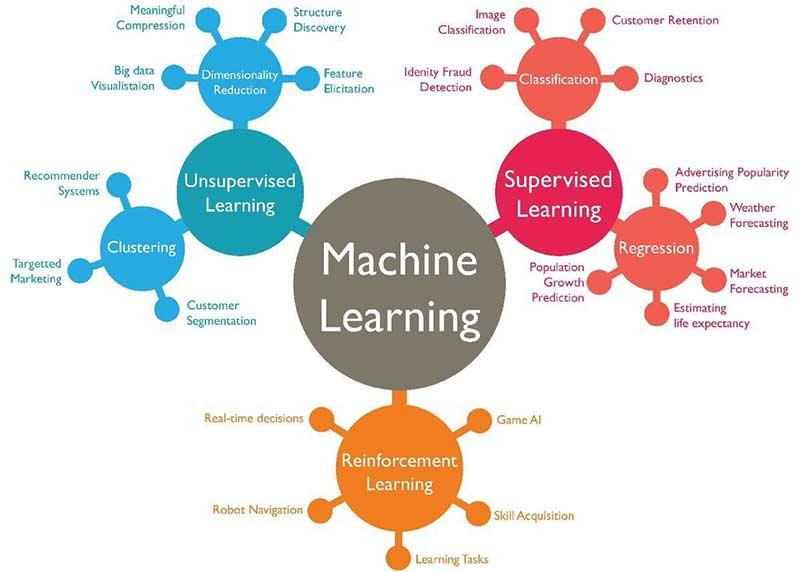 Meaningful
Compression
Structure
Discovery
Big data
Visualistaion
Dimensionality
Reduction
Feature
Elicitation
Unsupervised
Learning
Recommender
Systems
Clustering
Targetted
Marketing
Customer
Segmentation
Image
Classification
Customer Retention
Idenity Fraud
Detection
Classification
Diagnostics
Supervised
Learning
Advertising Popularity
Prediction
Weather
Forecasting
Regression
Population
Growth
Prediction
Market
Forecasting
Estimating
life expectancy
Machine
Learning
Real-time decisions
Game AI
Reinforcement
Learning
Robot Navigation
Skill Acquisition
Learning Tasks